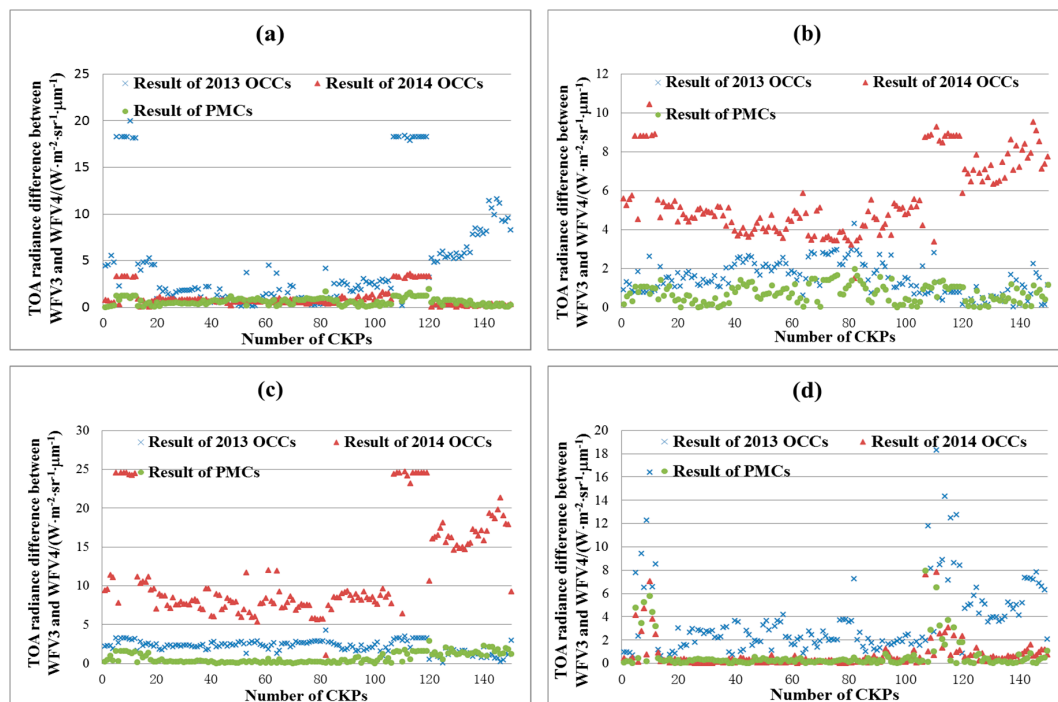 (a)
TOA radiance difference between
WFV3 and WFV4/(W·m⁻²·sr⁻¹·μm⁻¹)
25
20
15
10
5
0
Result of 2013 OCCs
Result of 2014 OCCs
Result of PMCs
0 20 40 60 80 100 120 140
Number of CKPs
(b)
TOA radiance difference between
WFV3 and WFV4/(W·m⁻²·sr⁻¹·μm⁻¹)
12
10
8
6
4
2
0
Result of 2013 OCCs
Result of 2014 OCCs
Result of PMCs
0 20 40 60 80 100 120 140
Number of CKPs
(c)
TOA radiance difference between
WFV3 and WFV4/(W·m⁻²·sr⁻¹·μm⁻¹)
30
25
20
15
10
5
0
Result of 2013 OCCs
Result of 2014 OCCs
Result of PMCs
0 20 40 60 80 100 120 140
Number of CKPs
(d)
TOA radiance difference between
WFV3 and WFV4/(W·m⁻²·sr⁻¹·μm⁻¹)
20
18
16
14
12
10
8
6
4
2
0
Result of 2013 OCCs
Result of 2014 OCCs
Result of PMCs
0 20 40 60 80 100 120 140
Number of CKPs